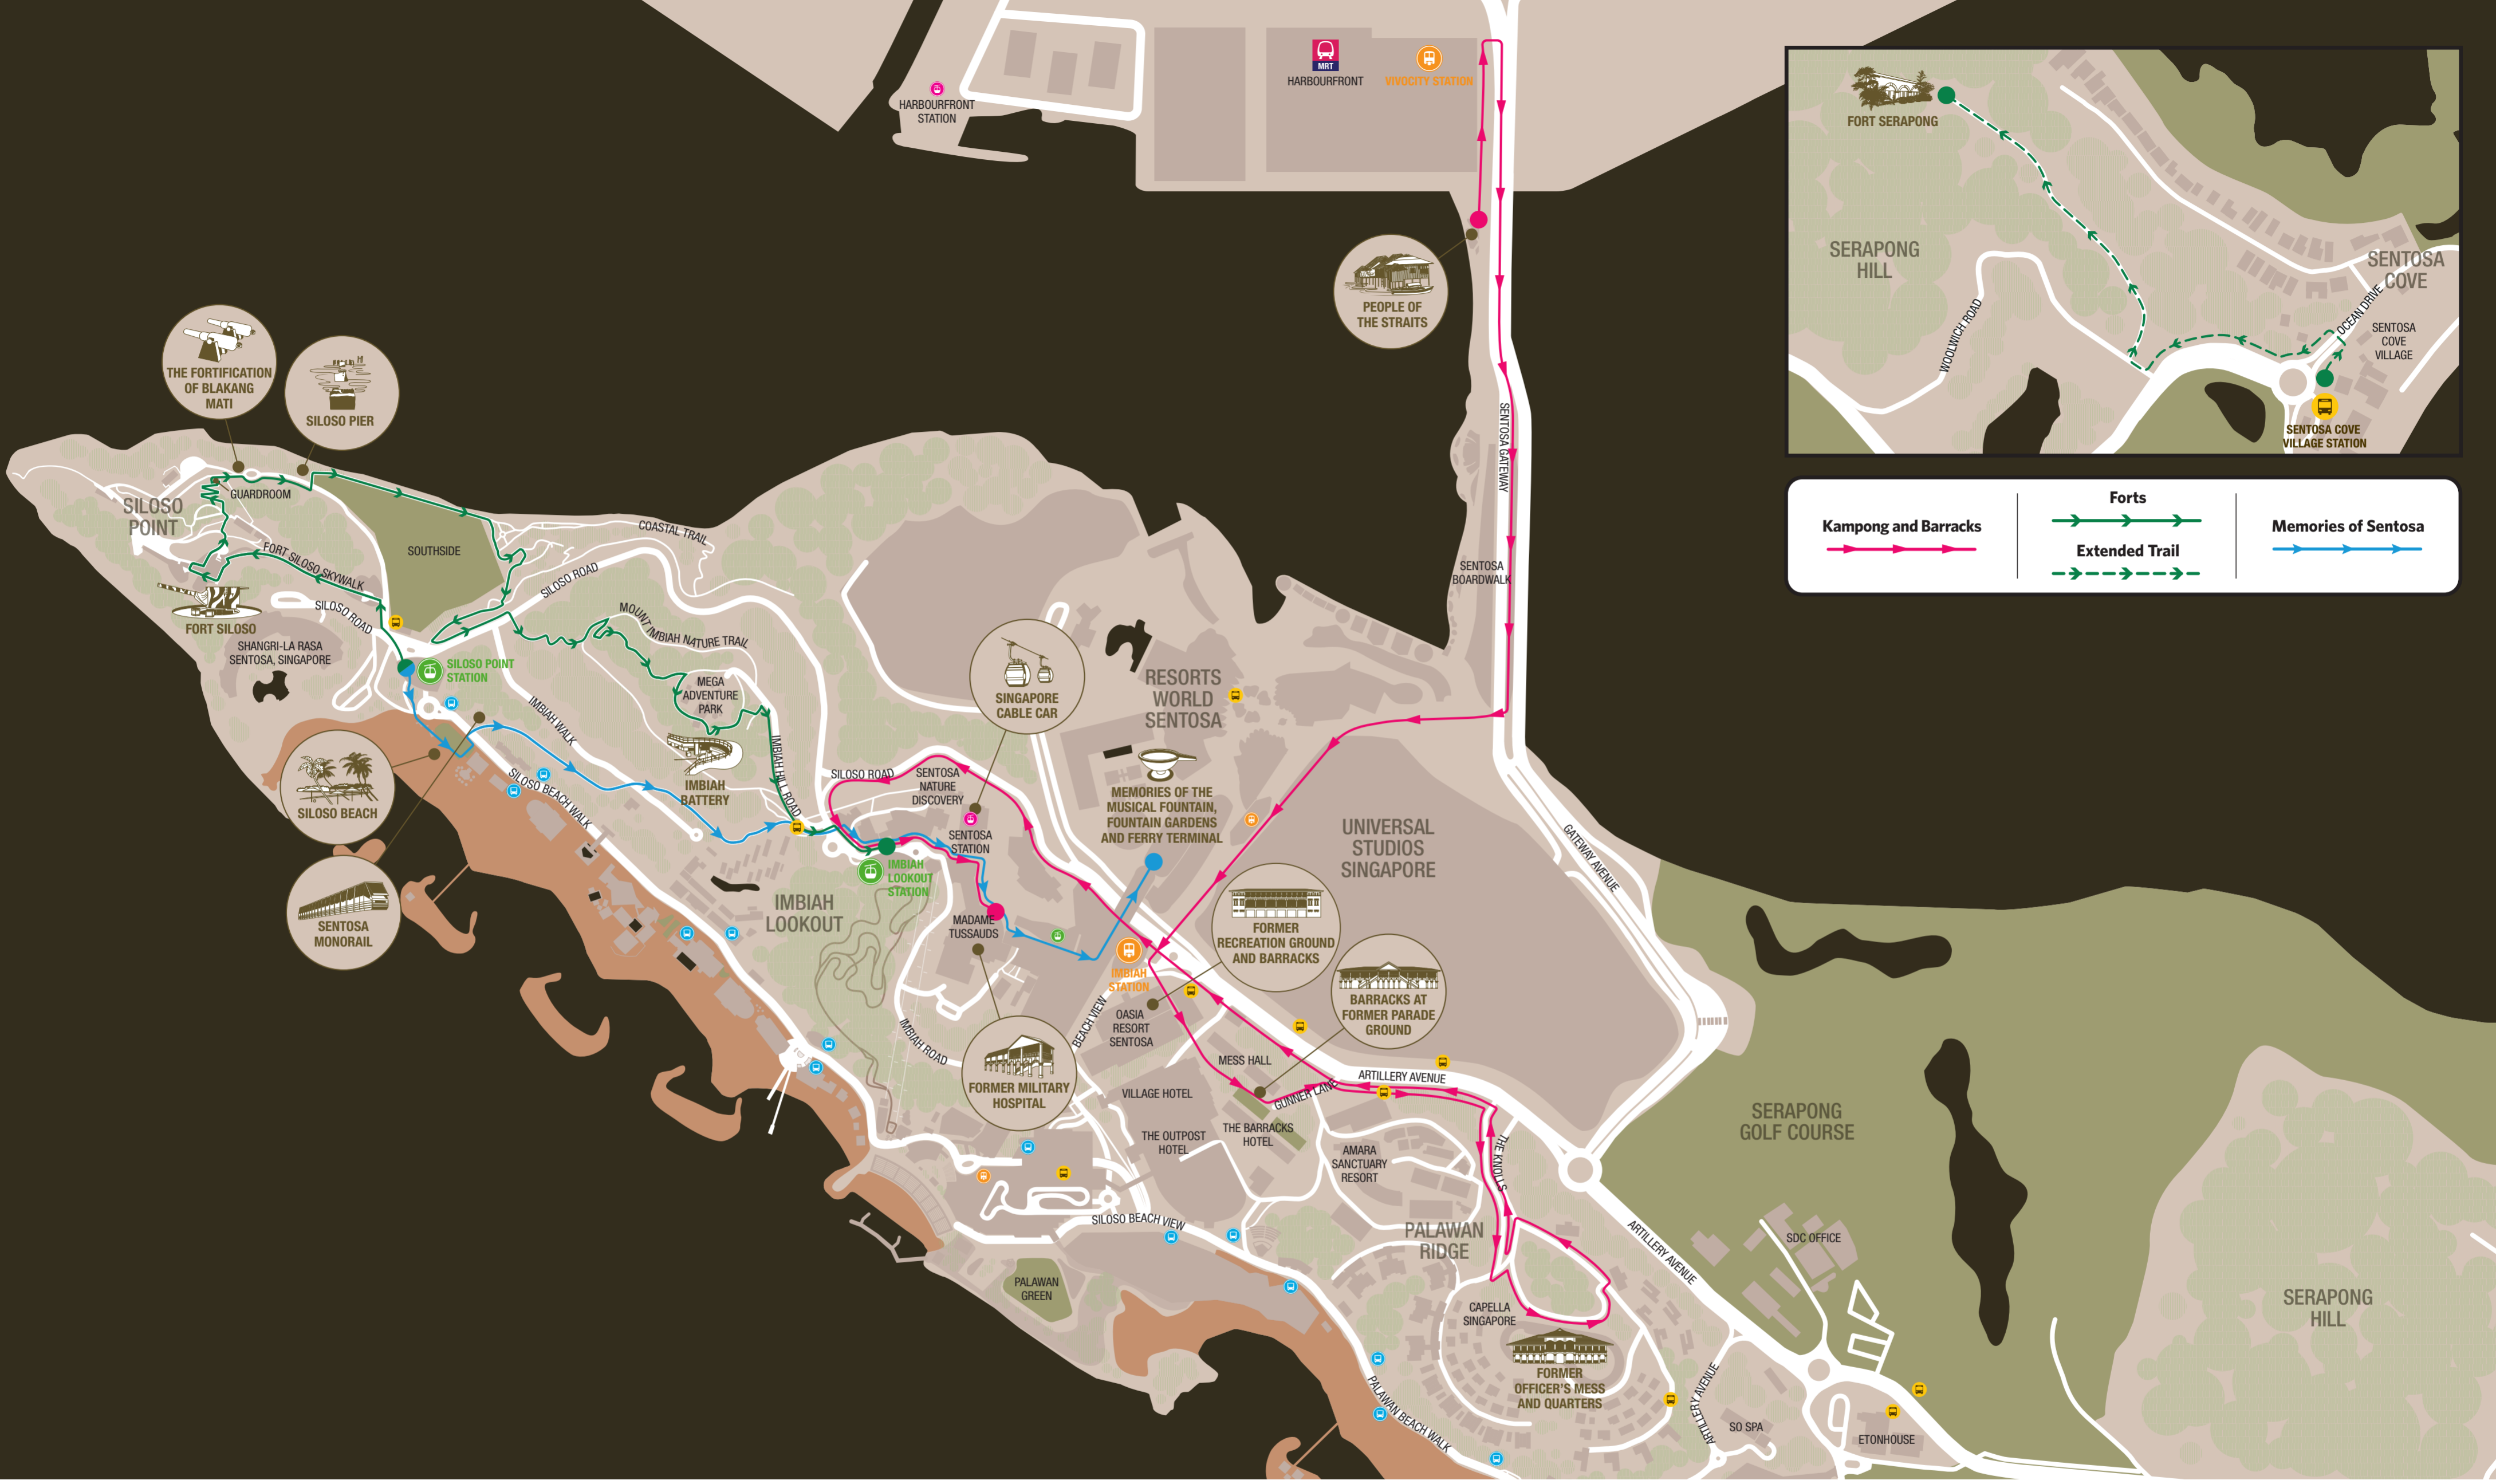 HARBOURFRONT
STATION
MRT
HARBOURFRONT
VIVOCITY STATION
PEOPLE OF
THE STRAITS
SENTOSA GATEWAY
SENTOSA
BOARDWALK
FORT SERAPONG
SERAPONG
HILL
WOOLWICH ROAD
SENTOSA
COVE
OCEAN DRIVE
SENTOSA
COVE
VILLAGE
SENTOSA COVE
VILLAGE STATION
Kampong and Barracks
Forts
Extended Trail
Memories of Sentosa
THE FORTIFICATION
OF BLAKANG
MATI
SILOSO PIER
SILOSO
POINT
GUARDROOM
SOUTHSIDE
COASTAL TRAIL
FORT SILOSO SKYWALK
SILOSO ROAD
SILOSO ROAD
FORT SILOSO
SHANGRI-LA RASA
SENTOSA, SINGAPORE
SILOSO POINT
STATION
MOUNT IMBIAH NATURE TRAIL
MEGA
ADVENTURE
PARK
IMBIAH WALK
IMBIAH
BATTERY
IMBIAH HILL ROAD
SILOSO BEACH
SILOSO BEACH WALK
SENTOSA
MONORAIL
SILOSO ROAD
SENTOSA
NATURE
DISCOVERY
SENTOSA
STATION
SINGAPORE
CABLE CAR
RESORTS
WORLD
SENTOSA
MEMORIES OF THE
MUSICAL FOUNTAIN,
FOUNTAIN GARDENS
AND FERRY TERMINAL
UNIVERSAL
STUDIOS
SINGAPORE
GATEWAY AVENUE
IMBIAH
LOOKOUT
STATION
IMBIAH
LOOKOUT
MADAME
TUSSAUDS
IMBIAH
STATION
FORMER
RECREATION GROUND
AND BARRACKS
BARRACKS AT
FORMER PARADE
GROUND
OASIA
RESORT
SENTOSA
BEACH VIEW
IMBIAH ROAD
FORMER MILITARY
HOSPITAL
MESS HALL
GUNNER LANE
ARTILLERY AVENUE
VILLAGE HOTEL
THE OUTPOST
HOTEL
THE BARRACKS
HOTEL
AMARA
SANCTUARY
RESORT
THE KNOLLS
SERAPONG
GOLF COURSE
SILOSO BEACH VIEW
PALAWAN
RIDGE
ARTILLERY AVENUE
SDC OFFICE
PALAWAN
GREEN
CAPELLA
SINGAPORE
FORMER
OFFICER'S MESS
AND QUARTERS
SERAPONG
HILL
PALAWAN BEACH WALK
ARTILLERY AVENUE
SO SPA
ETONHOUSE